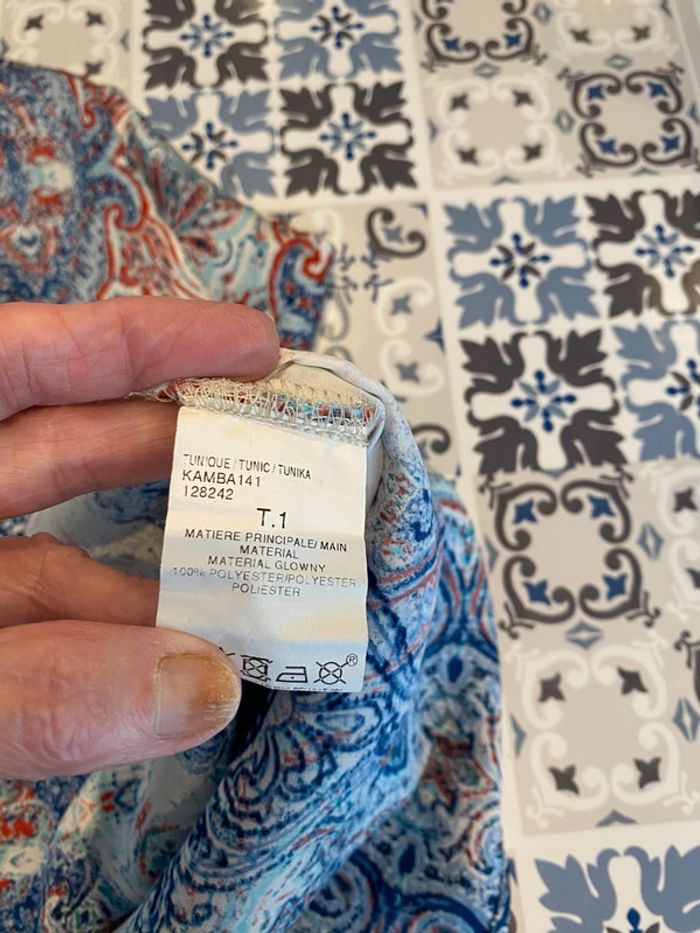 TUNIQUE/TUNIC/TUNIKA
KAMBA141
128242
T.1
MATIERE PRINCIPALE/MAIN
MATERIAL
MATERIAL GLOWNY
100% POLYESTER/POLYESTER
POLIESTER
®